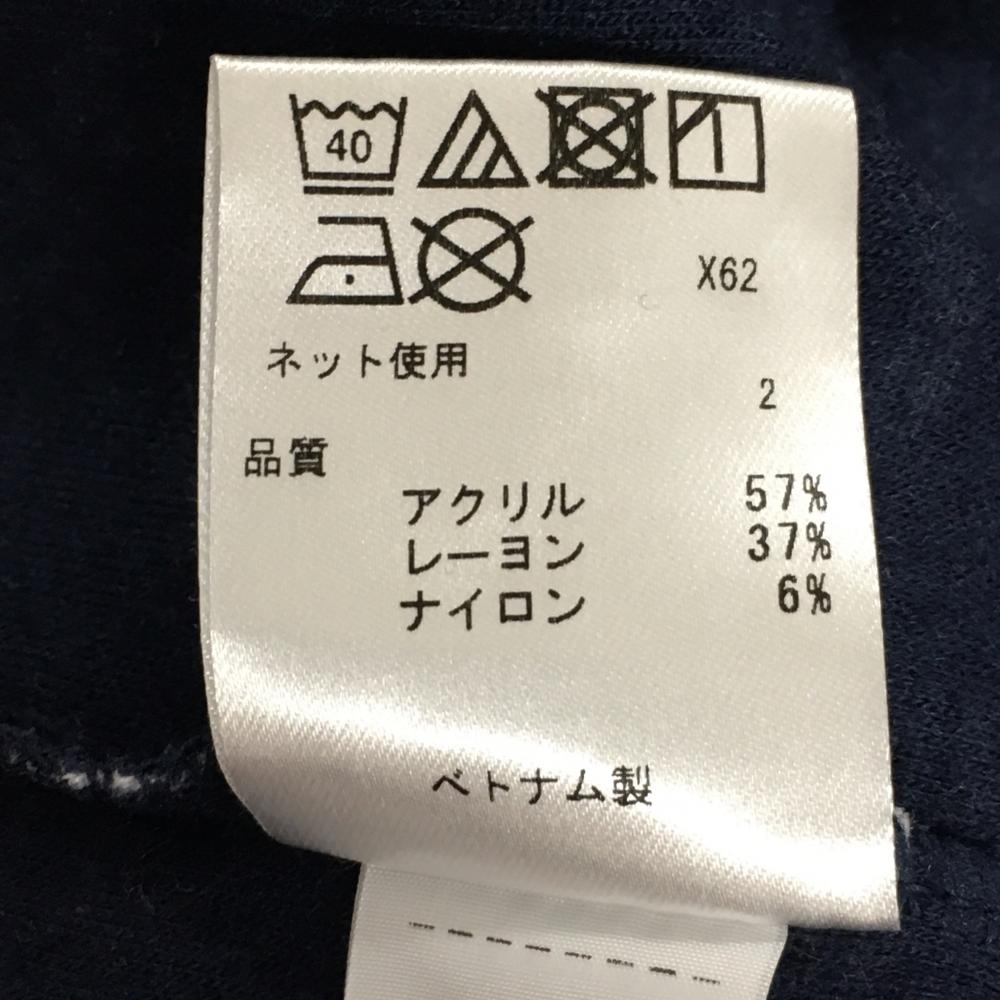 40
X62
ネット使用
2
品質
アクリル 57%
レーヨン 37%
ナイロン 6%
ベトナム製